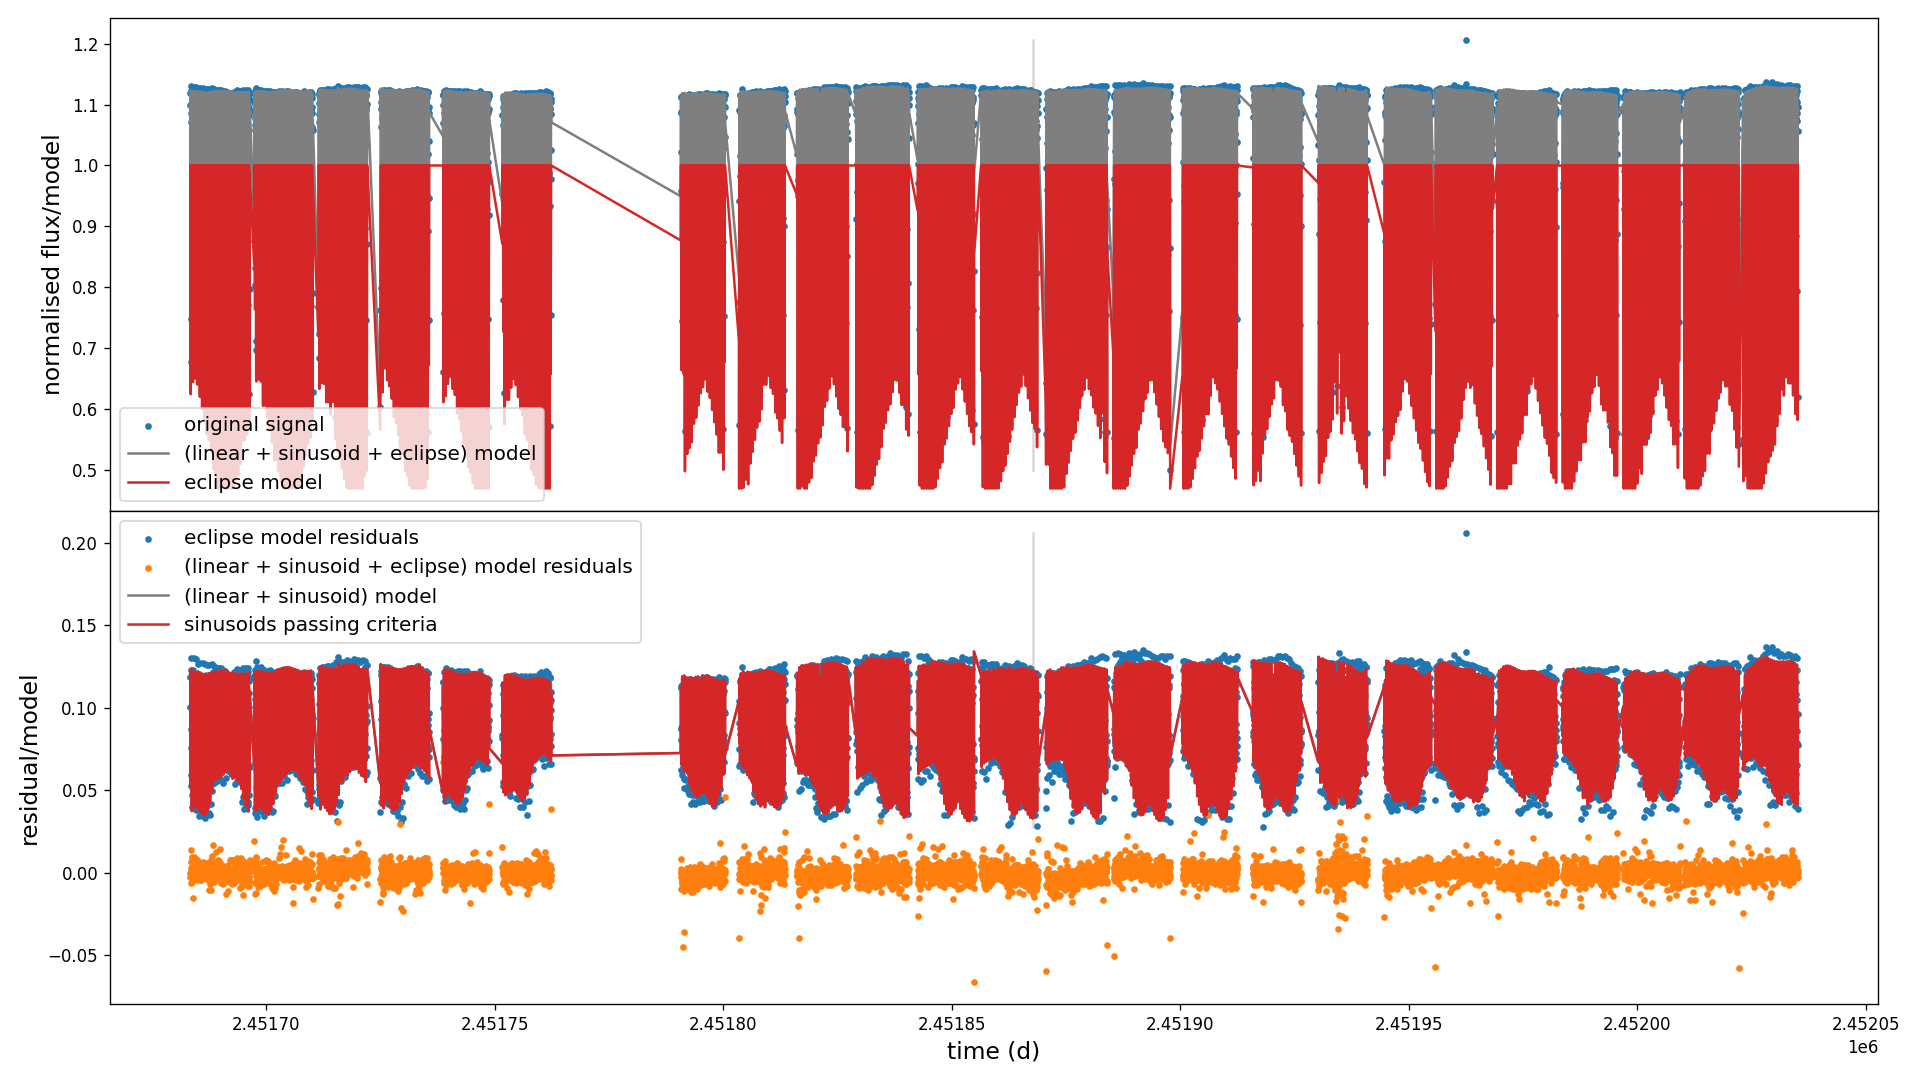 1.2
1.1
1.0
0.9
0.8
0.7
0.6
0.5
normalised flux/model
original signal
(linear + sinusoid + eclipse) model
eclipse model
0.20
0.15
0.10
0.05
0.00
−0.05
residual/model
eclipse model residuals
(linear + sinusoid + eclipse) model residuals
(linear + sinusoid) model
sinusoids passing criteria
2.45170
2.45175
2.45180
2.45185
2.45190
2.45195
2.45200
2.45205
time (d)
1e6